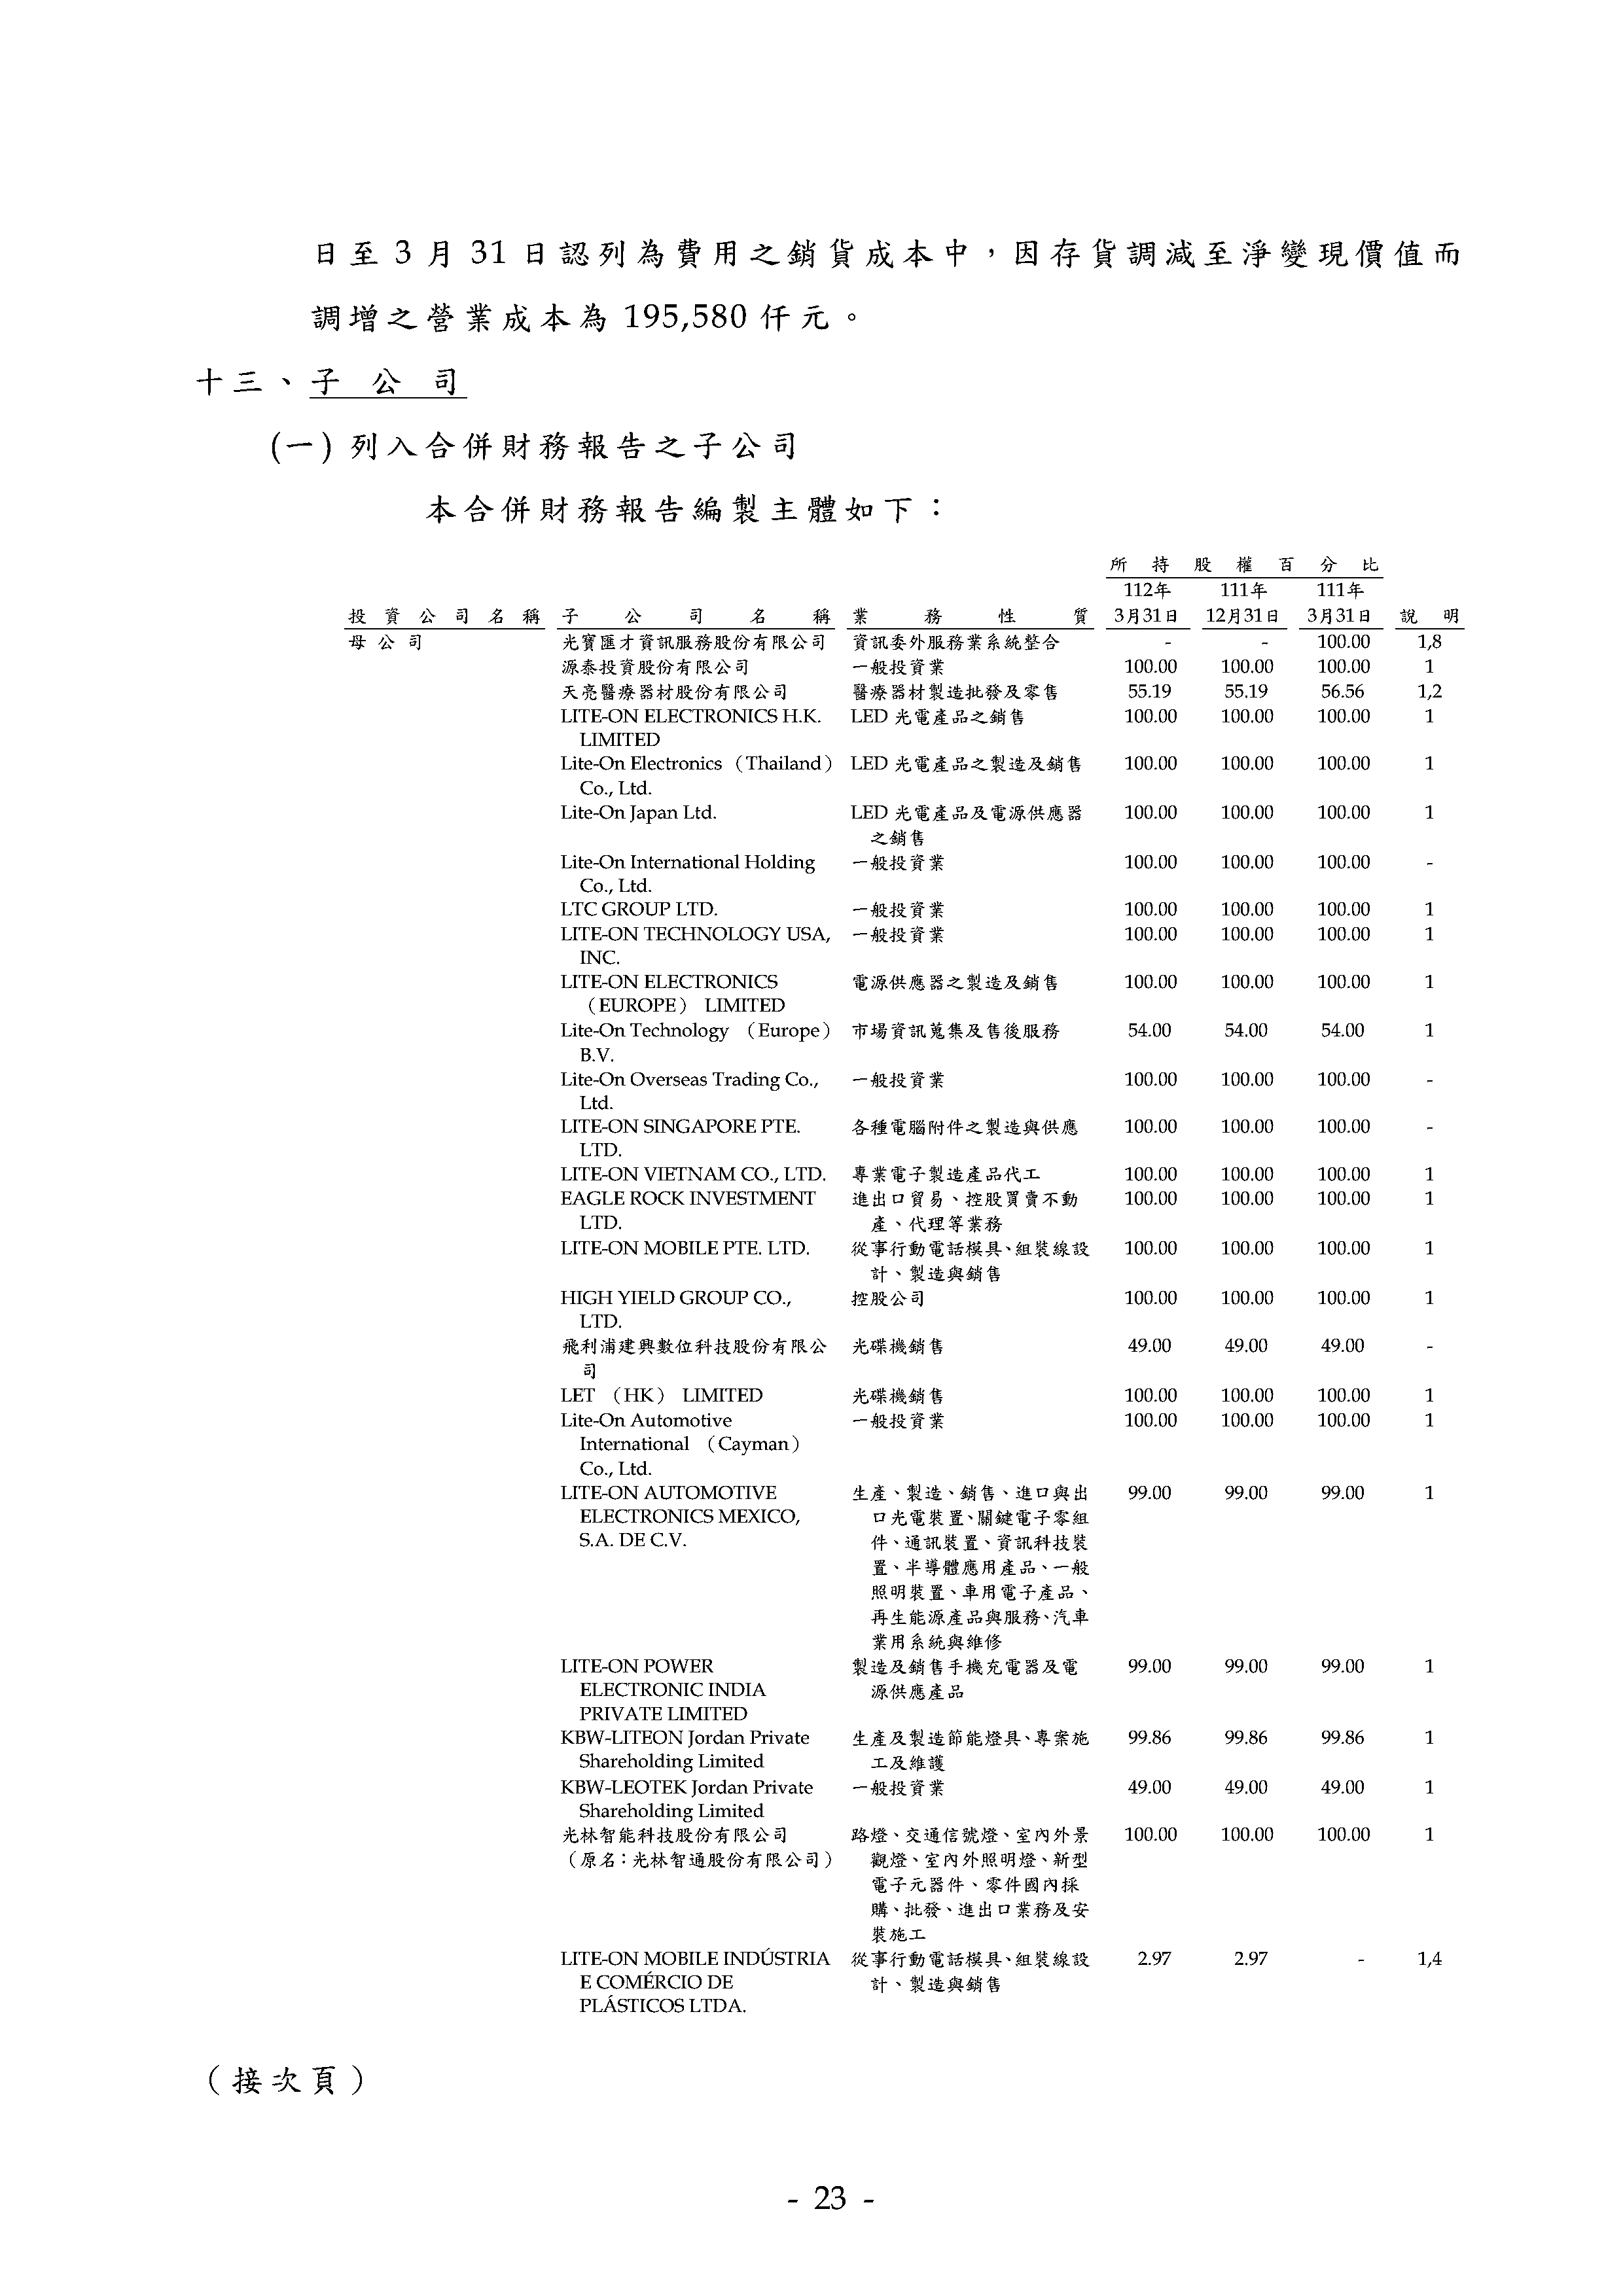 日至 3 月 31 日認列為費用之銷貨成本中，因存貨調減至淨變現價值而
調增之營業成本為 195,580 仟元。
十三、子公司
(一) 列入合併財務報告之子公司
本合併財務報告編製主體如下：
所持股權百分比
112年 111年 111年
投資公司名稱 子公司名稱 業務性質 3月31日 12月31日 3月31日 說明
母公司 光寶匯才資訊服務股份有限公司 資訊委外服務業系統整合 - - 100.00 1,8
源泰投資股份有限公司 一般投資業 100.00 100.00 100.00 1
天亮醫療器材股份有限公司 醫療器材製造批發及零售 55.19 55.19 56.56 1,2
LITE-ON ELECTRONICS H.K. LED 光電產品之銷售 100.00 100.00 100.00 1
LIMITED
Lite-On Electronics （Thailand） LED 光電產品之製造及銷售 100.00 100.00 100.00 1
Co., Ltd.
Lite-On Japan Ltd. LED 光電產品及電源供應器 100.00 100.00 100.00 1
之銷售
Lite-On International Holding 一般投資業 100.00 100.00 100.00 -
Co., Ltd.
LTC GROUP LTD. 一般投資業 100.00 100.00 100.00 1
LITE-ON TECHNOLOGY USA, 一般投資業 100.00 100.00 100.00 1
INC.
LITE-ON ELECTRONICS 電源供應器之製造及銷售 100.00 100.00 100.00 1
（EUROPE） LIMITED
Lite-On Technology （Europe） 市場資訊蒐集及售後服務 54.00 54.00 54.00 1
B.V.
Lite-On Overseas Trading Co., 一般投資業 100.00 100.00 100.00 -
Ltd.
LITE-ON SINGAPORE PTE. 各種電腦附件之製造與供應 100.00 100.00 100.00 -
LTD.
LITE-ON VIETNAM CO., LTD. 專業電子製造產品代工 100.00 100.00 100.00 1
EAGLE ROCK INVESTMENT 進出口貿易、控股買賣不動 100.00 100.00 100.00 1
LTD. 產、代理等業務
LITE-ON MOBILE PTE. LTD. 從事行動電話模具、組裝線設 100.00 100.00 100.00 1
計、製造與銷售
HIGH YIELD GROUP CO., 控股公司 100.00 100.00 100.00 1
LTD.
飛利浦建興數位科技股份有限公 光碟機銷售 49.00 49.00 49.00 -
司
LET （HK） LIMITED 光碟機銷售 100.00 100.00 100.00 1
Lite-On Automotive 一般投資業 100.00 100.00 100.00 1
International （Cayman）
Co., Ltd.
LITE-ON AUTOMOTIVE 生產、製造、銷售、進口與出 99.00 99.00 99.00 1
ELECTRONICS MEXICO, 口光電裝置、關鍵電子零組
S.A. DE C.V. 件、通訊裝置、資訊科技裝
置、半導體應用產品、一般
照明裝置、車用電子產品、
再生能源產品與服務、汽車
業用系統與維修
LITE-ON POWER 製造及銷售手機充電器及電 99.00 99.00 99.00 1
ELECTRONIC INDIA 源供應產品
PRIVATE LIMITED
KBW-LITEON Jordan Private 生產及製造節能燈具、專案施 99.86 99.86 99.86 1
Shareholding Limited 工及維護
KBW-LEOTEK Jordan Private 一般投資業 49.00 49.00 49.00 1
Shareholding Limited
光林智能科技股份有限公司 路燈、交通信號燈、室內外景 100.00 100.00 100.00 1
（原名：光林智通股份有限公司） 觀燈、室內外照明燈、新型
電子元器件、零件國內採
購、批發、進出口業務及安
裝施工
LITE-ON MOBILE INDÚSTRIA 從事行動電話模具、組裝線設 2.97 2.97 - 1,4
E COMÉRCIO DE 計、製造與銷售
PLÁSTICOS LTDA.
（接次頁）
- 23 -